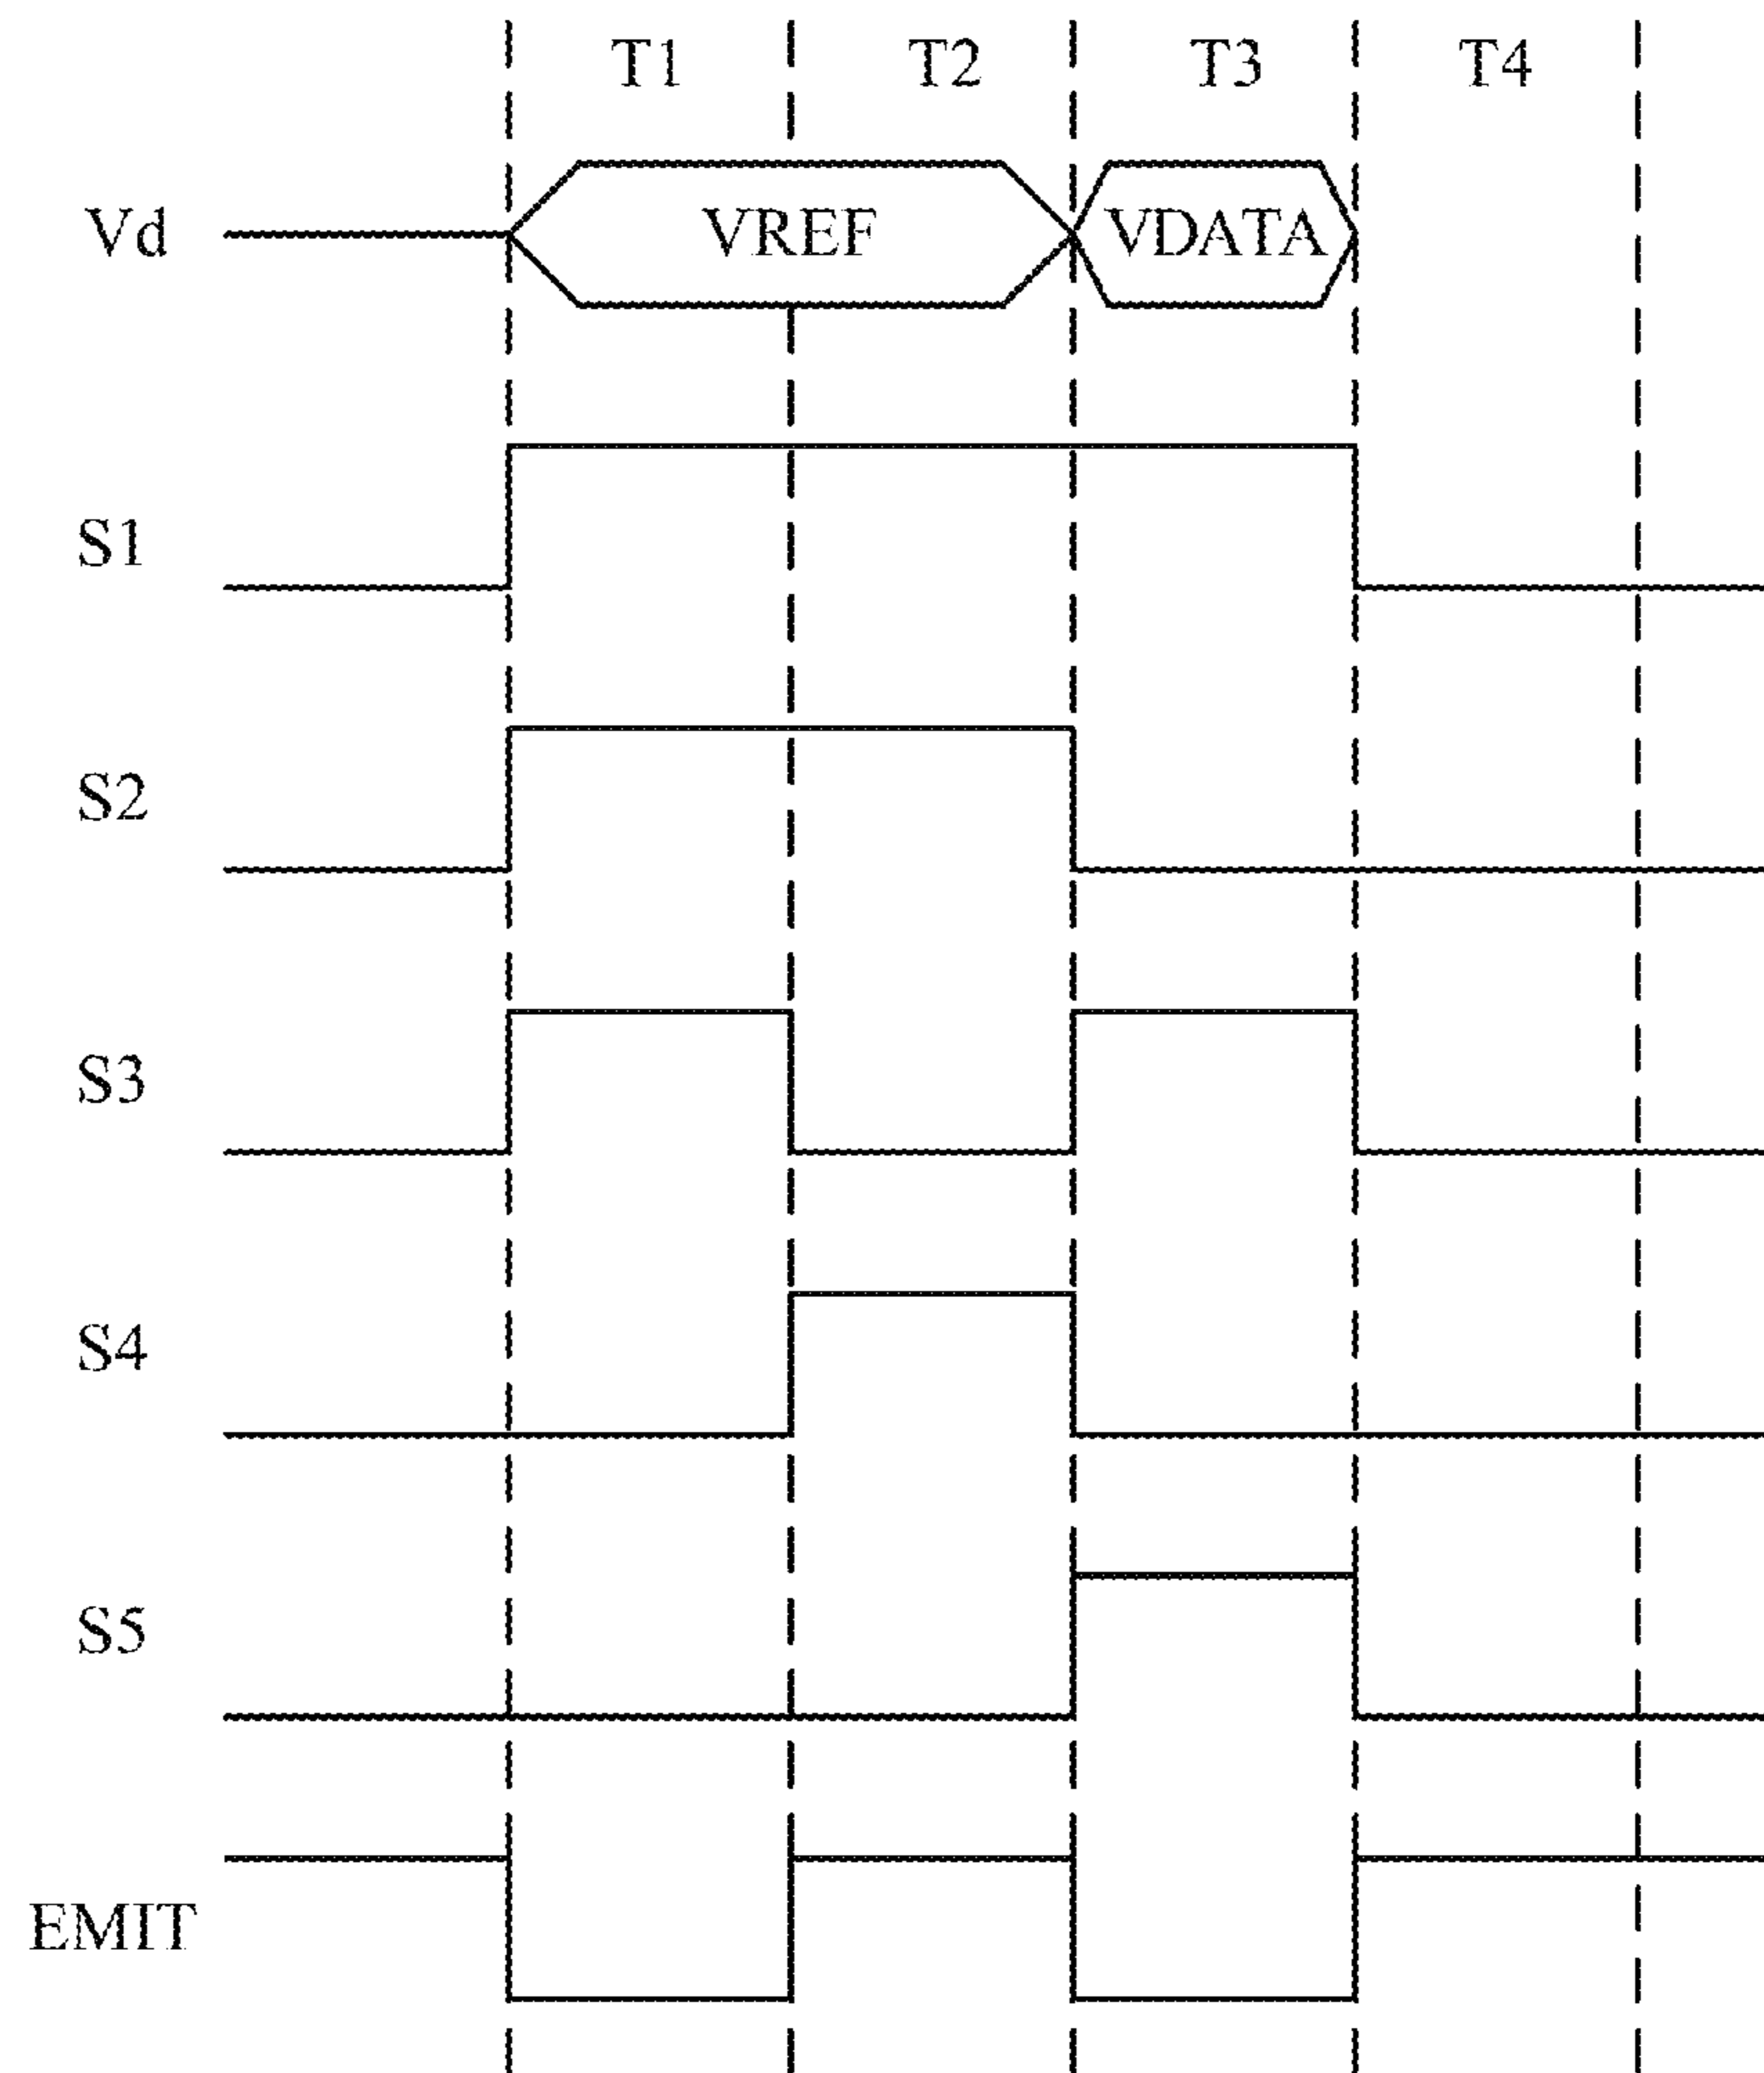 T1 T2 T3 T4
Vd VREF VDATA
S1
S2
S3
S4
S5
EMIT